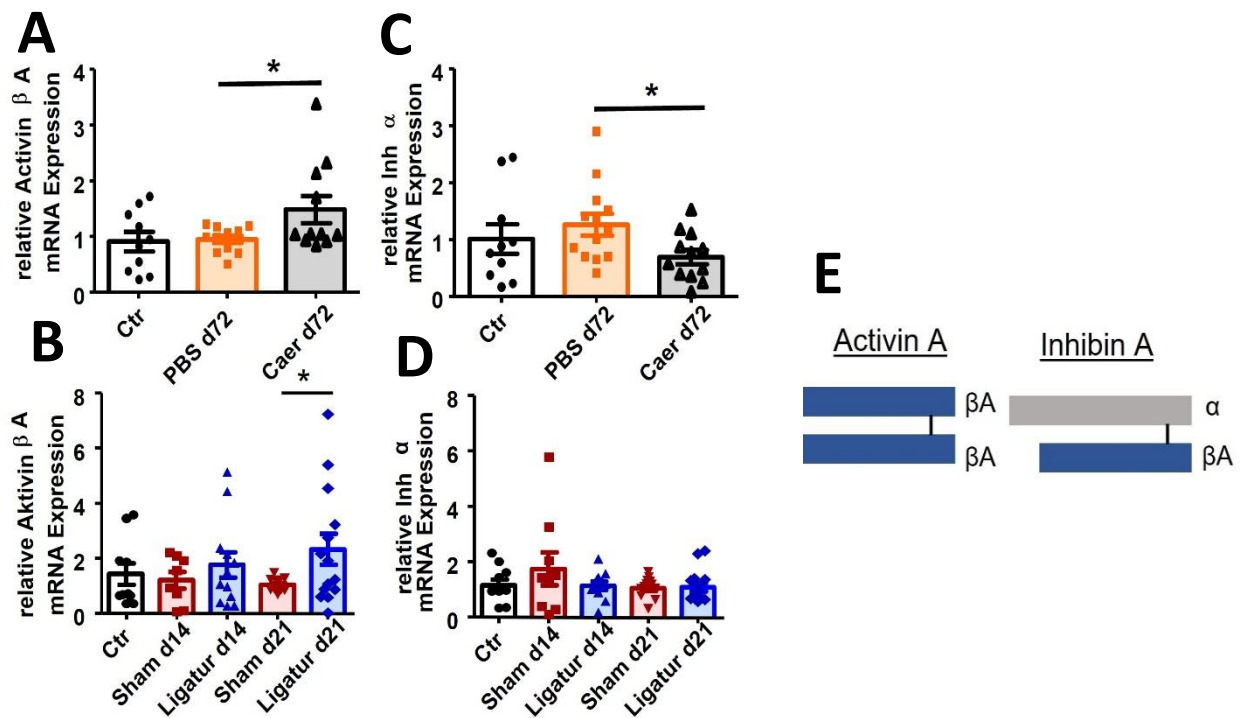 A
relative Activin β A
mRNA Expression
4
3
2
1
0
*
Ctr
PBS d72
Caer d72
C
relative Inh α
mRNA Expression
4
3
2
1
0
*
Ctr
PBS d72
Caer d72
B
relative Aktivin β A
mRNA Expression
8
6
4
2
0
*
Ctr
Sham d14
Ligatur d14
Sham d21
Ligatur d21
D
relative Inh α
mRNA Expression
8
6
4
2
0
Ctr
Sham d14
Ligatur d14
Sham d21
Ligatur d21
E
Activin A
βA
βA
Inhibin A
α
βA